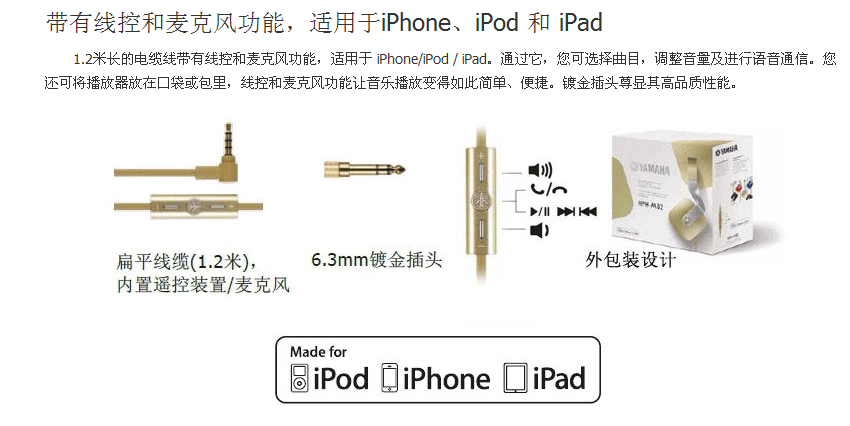 带有线控和麦克风功能，适用于iPhone、iPod 和 iPad
1.2米长的电缆线带有线控和麦克风功能，适用于 iPhone/iPod / iPad。通过它，您可选择曲目，调整音量及进行语音通信。您
还可将播放器放在口袋或包里，线控和麦克风功能让音乐播放变得如此简单、便捷。镀金插头尊显其高品质性能。
YAMAHA
HPH-M82
扁平线缆(1.2米)，
内置遥控装置/麦克风
6.3mm镀金插头
外包装设计
Made for
iPod iPhone iPad